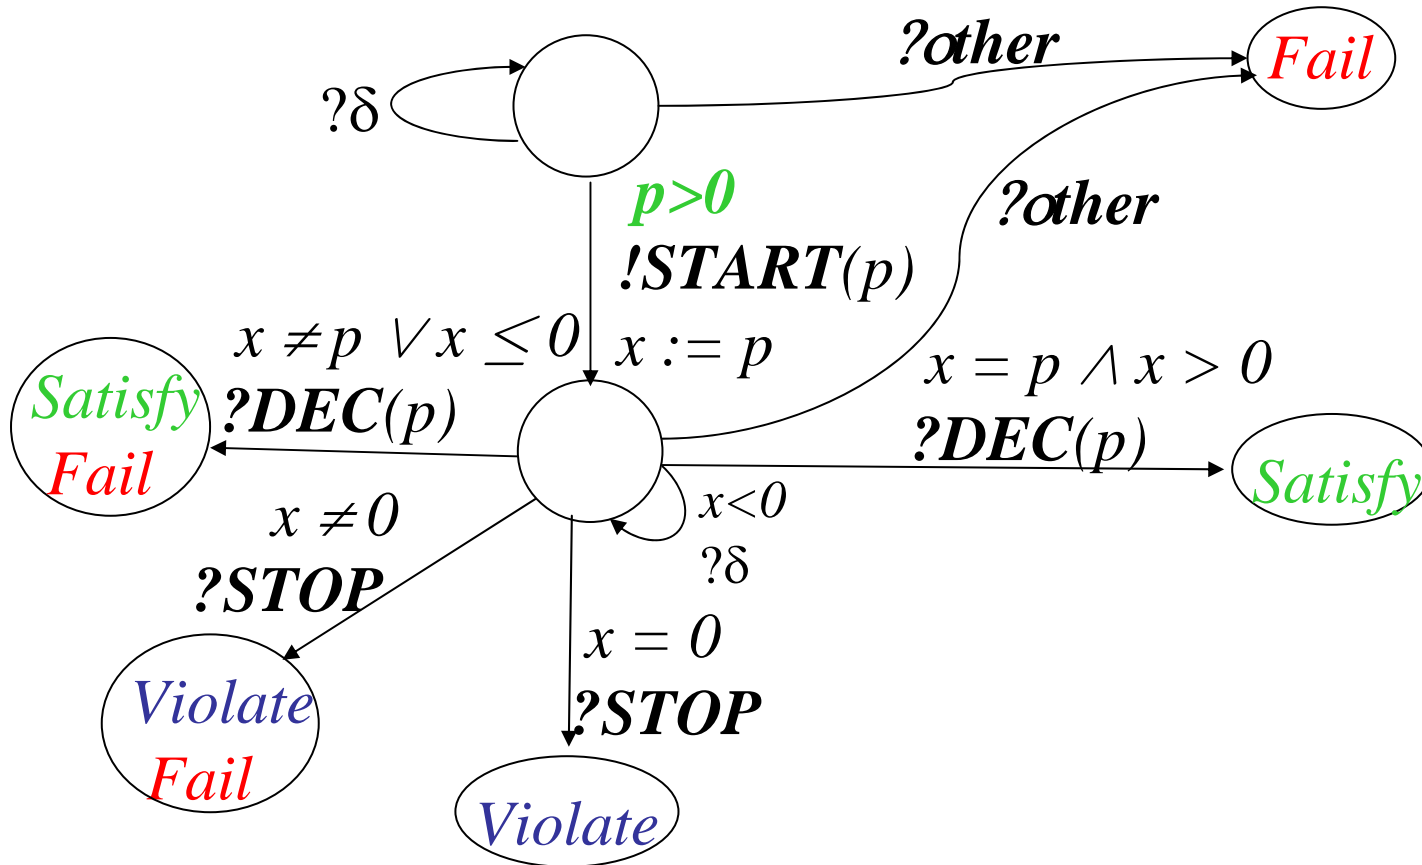 ?other
Fail
?δ
p>0
?other
!START(p)
x := p
x ≠ p ∨ x ≤ 0
?DEC(p)
x = p ∧ x > 0
?DEC(p)
Satisfy
Fail
Satisfy
x<0
?δ
x ≠ 0
?STOP
x = 0
?STOP
Violate
Fail
Violate